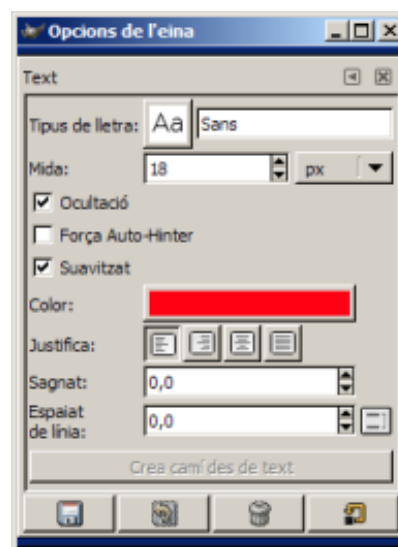 Opcions de l'eina
Text
Tipus de lletra: Aa Sans
Mida: 18 px
Ocultació
Força Auto-Hinter
Suavitzat
Color:
Justifica:
Sagnat: 0,0
Espaiat
de línia: 0,0
Crea camí des de text